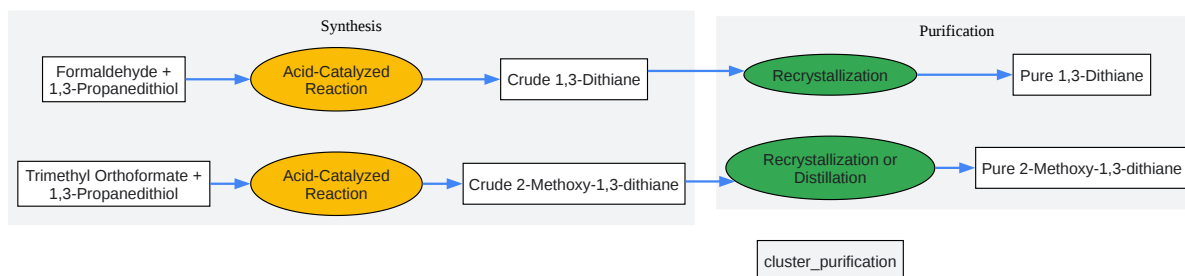 Synthesis
Purification
Formaldehyde +
1,3-Propanedithiol
Acid-Catalyzed
Reaction
Crude 1,3-Dithiane
Recrystallization
Pure 1,3-Dithiane
Trimethyl Orthoformate +
1,3-Propanedithiol
Acid-Catalyzed
Reaction
Crude 2-Methoxy-1,3-dithiane
Recrystallization or
Distillation
Pure 2-Methoxy-1,3-dithiane
cluster_purification